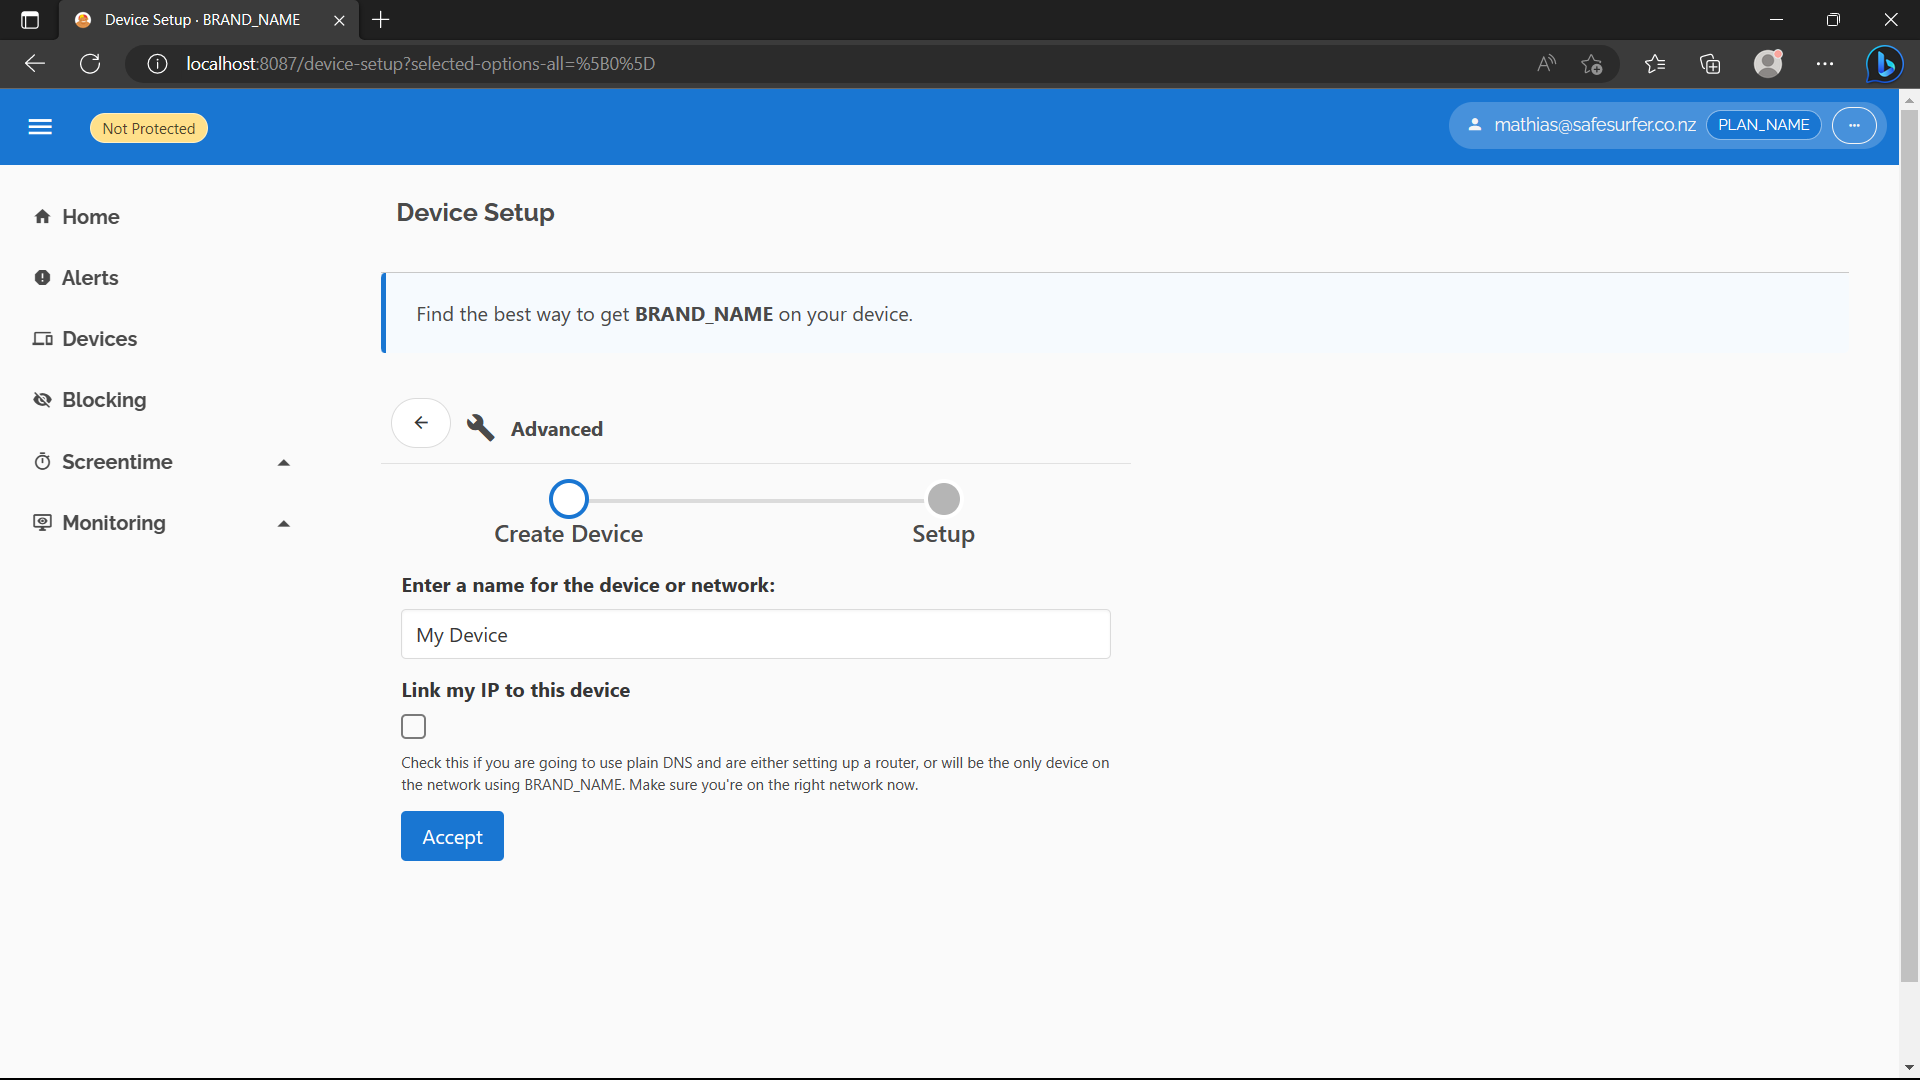 Device Setup · BRAND_NAME
localhost:8087/device-setup?selected-options-all=%5B0%5D
Not Protected
mathias@safesurfer.co.nz PLAN_NAME ...
Home
Alerts
Devices
Blocking
Screentime
Monitoring
Device Setup
Find the best way to get BRAND_NAME on your device.
Advanced
Create Device
Setup
Enter a name for the device or network:
My Device
Link my IP to this device
Check this if you are going to use plain DNS and are either setting up a router, or will be the only device on
the network using BRAND_NAME. Make sure you're on the right network now.
Accept